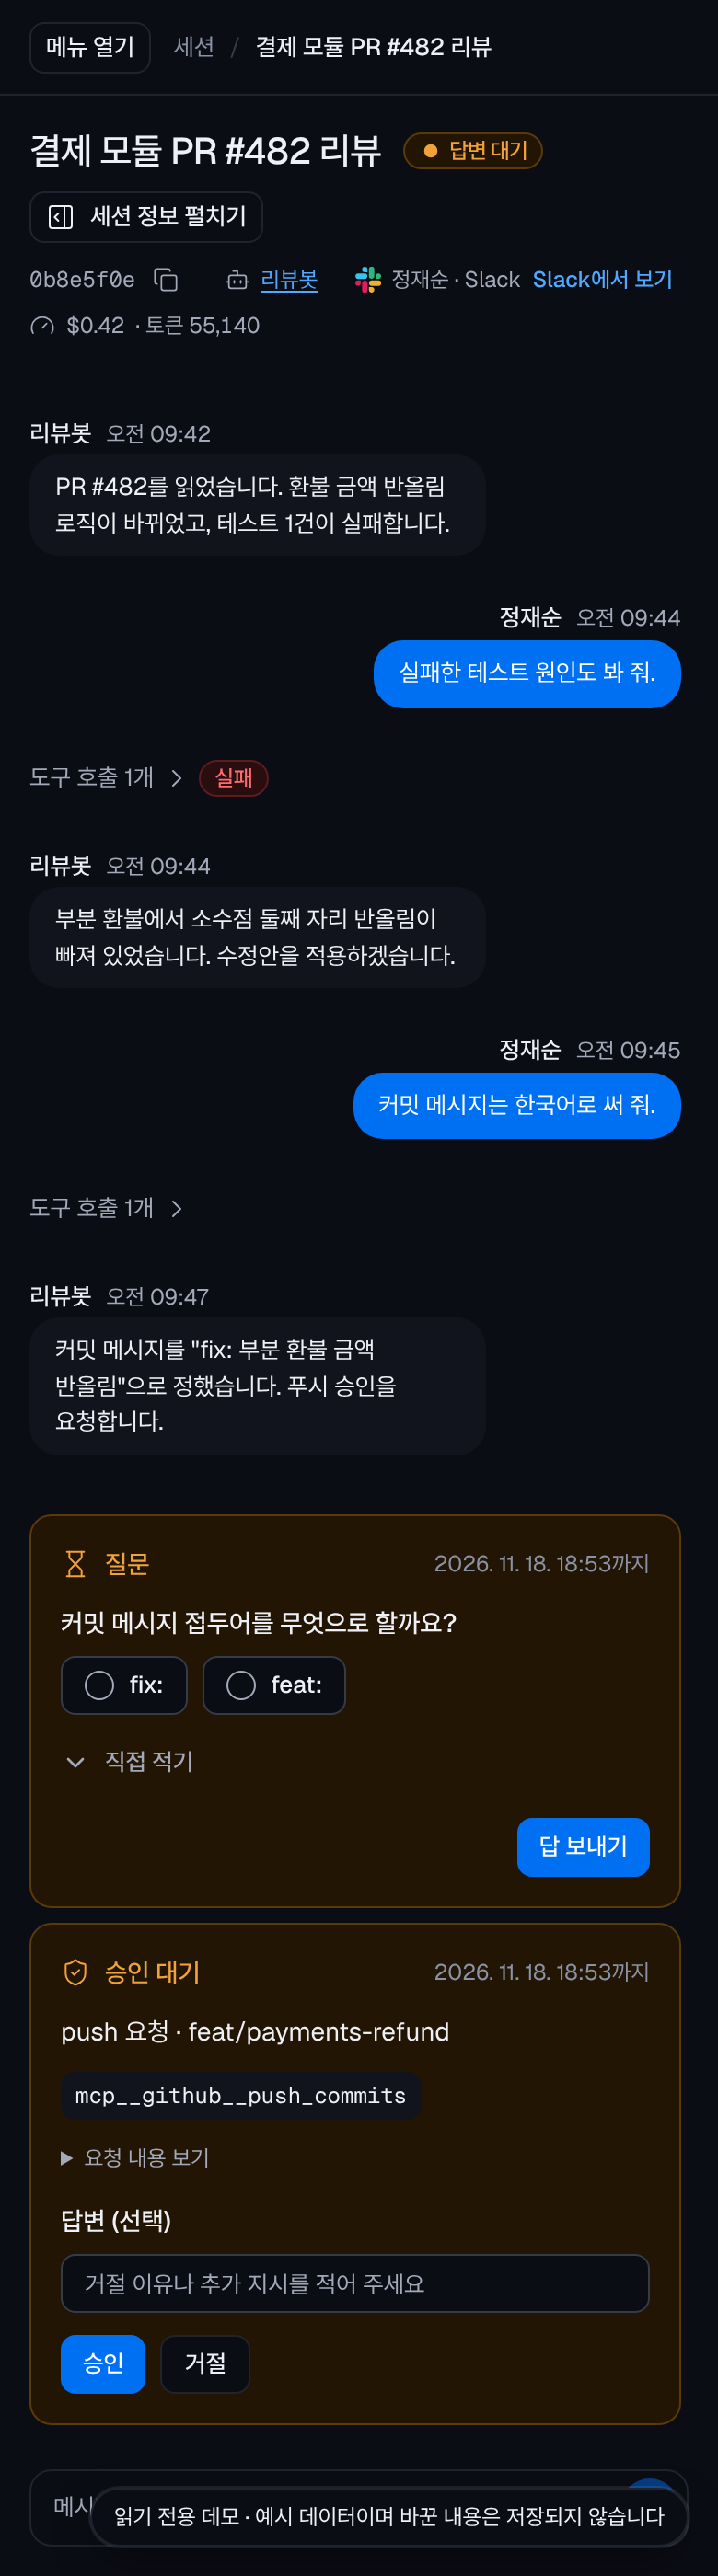 메뉴 열기 세션 / 결제 모듈 PR #482 리뷰
결제 모듈 PR #482 리뷰 답변 대기
세션 정보 펼치기
0b8e5f0e 리뷰봇 정재순 · Slack Slack에서 보기
$0.42 · 토큰 55,140
리뷰봇 오전 09:42
PR #482를 읽었습니다. 환불 금액 반올림
로직이 바뀌었고, 테스트 1건이 실패합니다.
정재순 오전 09:44
실패한 테스트 원인도 봐 줘.
도구 호출 1개 실패
리뷰봇 오전 09:44
부분 환불에서 소수점 둘째 자리 반올림이
빠져 있었습니다. 수정안을 적용하겠습니다.
정재순 오전 09:45
커밋 메시지는 한국어로 써 줘.
도구 호출 1개
리뷰봇 오전 09:47
커밋 메시지를 "fix: 부분 환불 금액
반올림"으로 정했습니다. 푸시 승인을
요청합니다.
질문 2026. 11. 18. 18:53까지
커밋 메시지 접두어를 무엇으로 할까요?
fix: feat:
직접 적기
답 보내기
승인 대기 2026. 11. 18. 18:53까지
push 요청 · feat/payments-refund
mcp__github__push_commits
요청 내용 보기
답변 (선택)
거절 이유나 추가 지시를 적어 주세요
승인 거절
메시
읽기 전용 데모 · 예시 데이터이며 바꾼 내용은 저장되지 않습니다